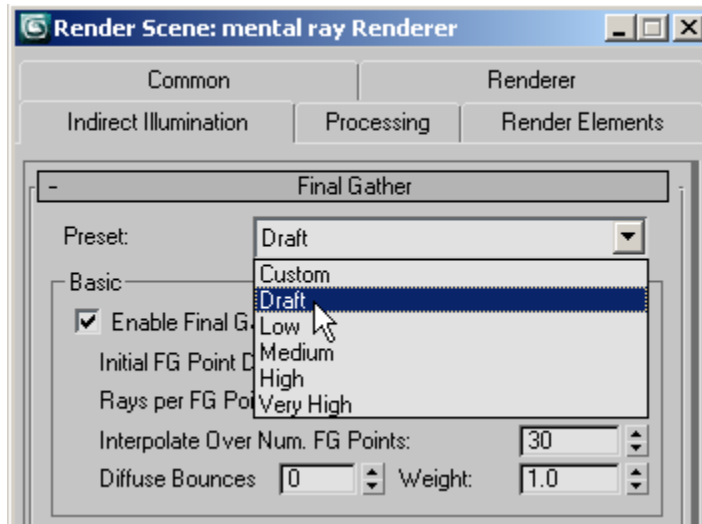 Render Scene: mental ray Renderer
Common Renderer
Indirect Illumination Processing Render Elements
- Final Gather
Preset: Draft
Custom
Basic
Draft
Enable Final G
Low
Initial FG Point D
Medium
High
Rays per FG Poi
Very High
Interpolate Over Num. FG Points: 30
Diffuse Bounces 0 Weight: 1.0